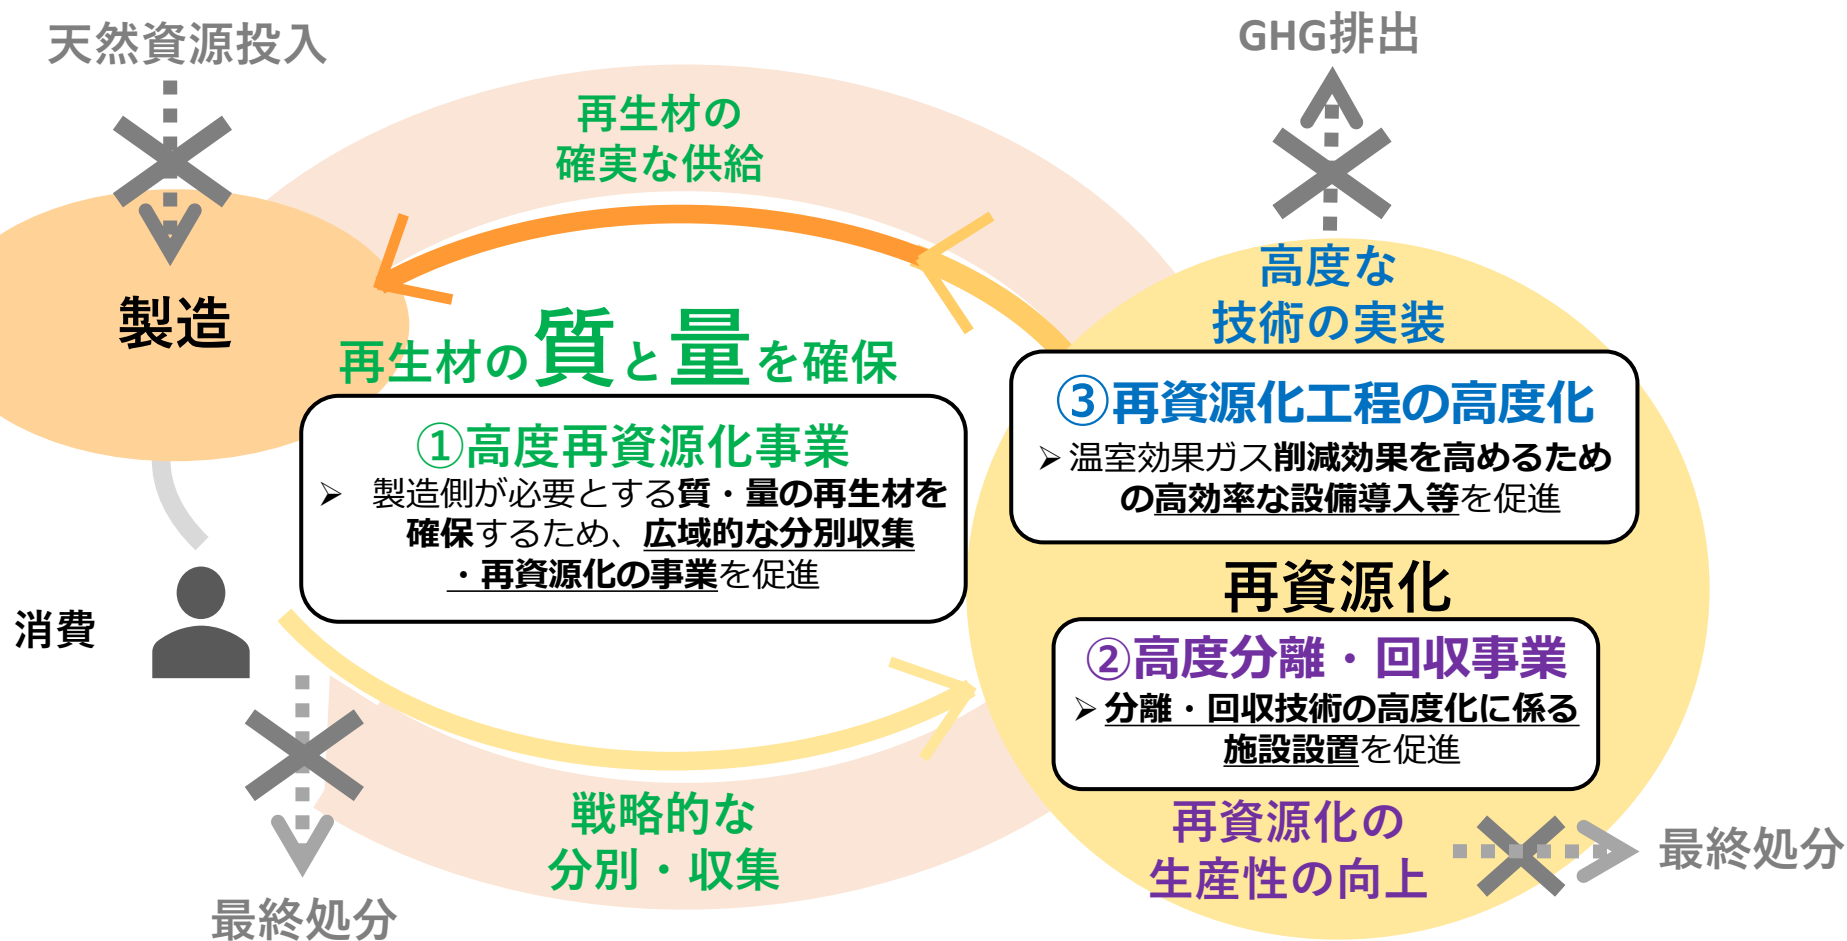 天然資源投入
GHG排出
再生材の
確実な供給
製造
高度な
技術の実装
再生材の質と量を確保
①高度再資源化事業
➢ 製造側が必要とする質・量の再生材を
確保するため、広域的な分別収集
・再資源化の事業を促進
③再資源化工程の高度化
➢温室効果ガス削減効果を高めるため
の高効率な設備導入等を促進
再資源化
消費
②高度分離・回収事業
➢分離・回収技術の高度化に係る
施設設置を促進
戦略的な
分別・収集
再資源化の
生産性の向上
最終処分
最終処分